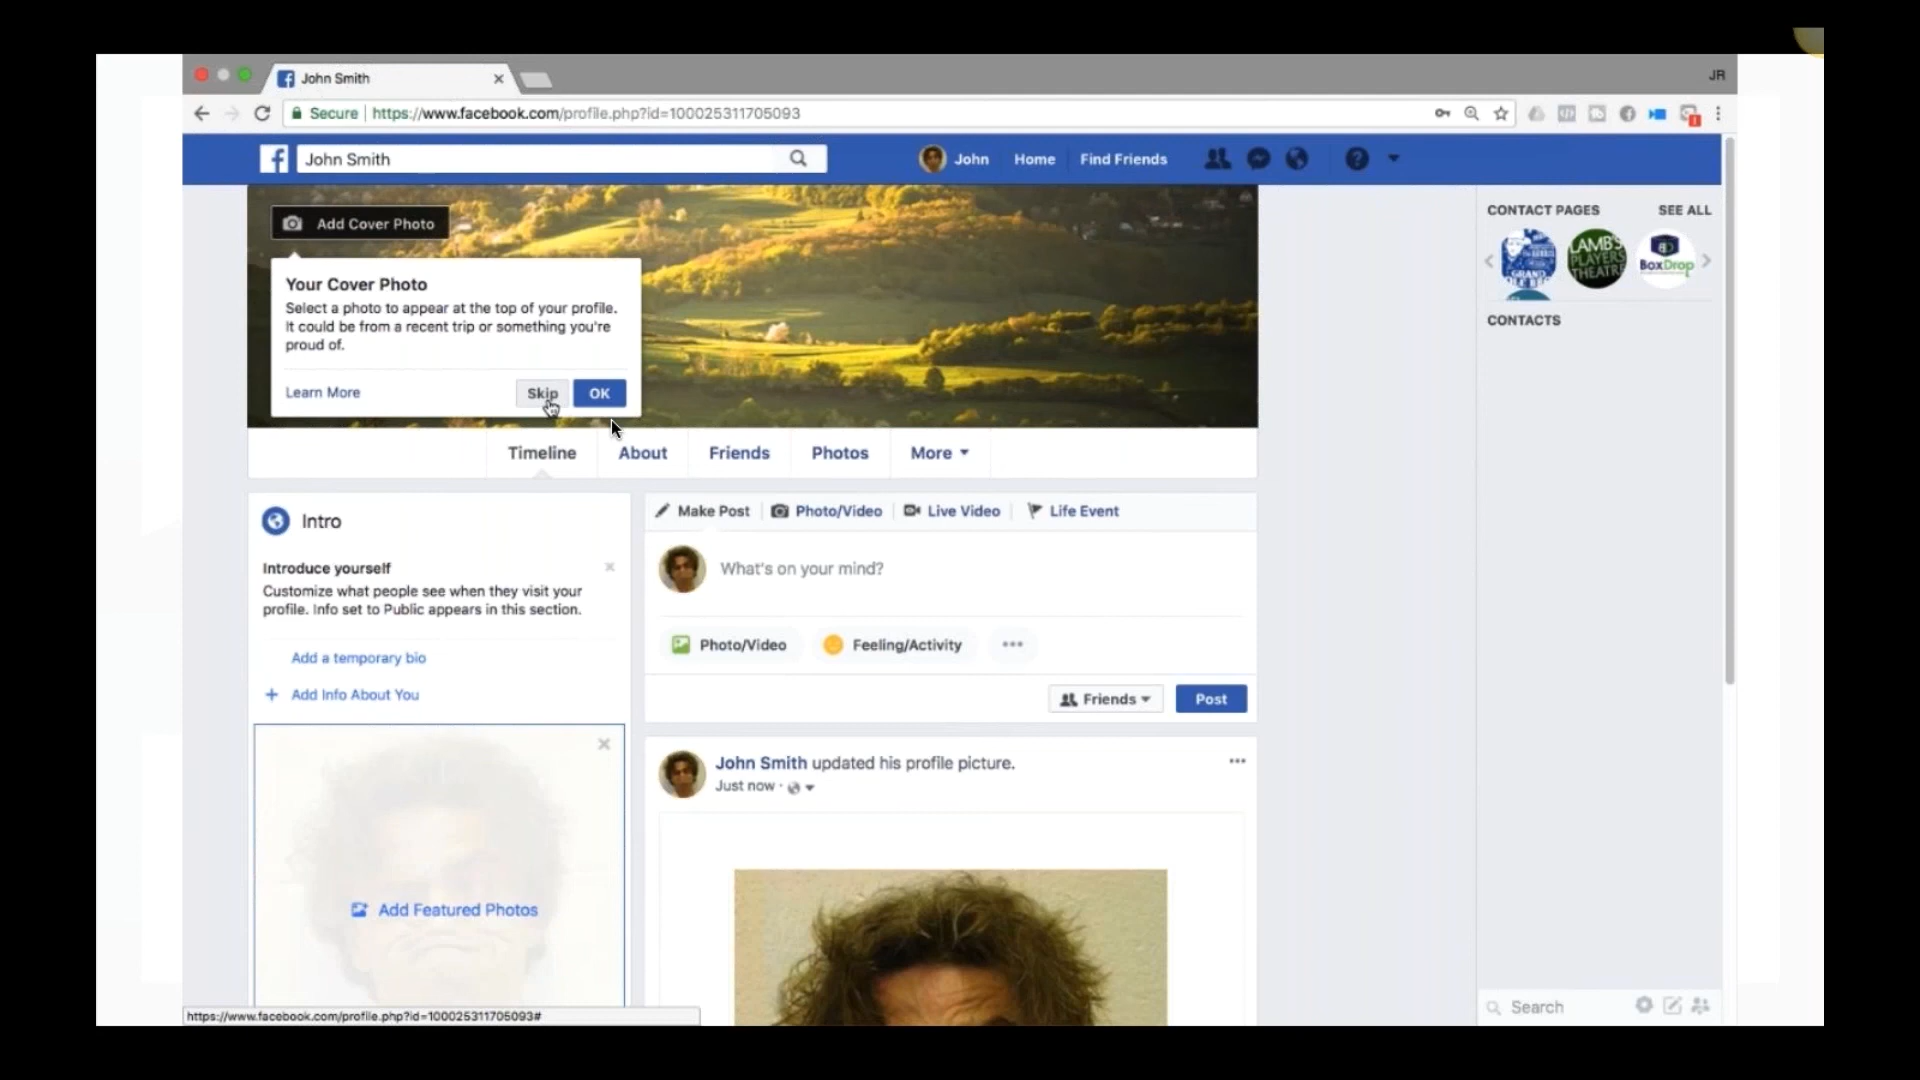 John Smith
JR
Secure https://www.facebook.com/profile.php?id=100025311705093
John Smith
John Home Find Friends
Add Cover Photo
Your Cover Photo
Select a photo to appear at the top of your profile.
It could be from a recent trip or something you're
proud of.
Learn More Skip OK
Timeline About Friends Photos More
CONTACT PAGES SEE ALL
GRAND
LAMB'S
PLAYERS
THEATRE
BoxDrop
CONTACTS
Intro
Introduce yourself
Customize what people see when they visit your
profile. Info set to Public appears in this section.
Add a temporary bio
+ Add Info About You
Add Featured Photos
Make Post Photo/Video Live Video Life Event
What's on your mind?
Photo/Video Feeling/Activity
Friends Post
John Smith updated his profile picture.
Just now
https://www.facebook.com/profile.php?id=100025311705093#
Search